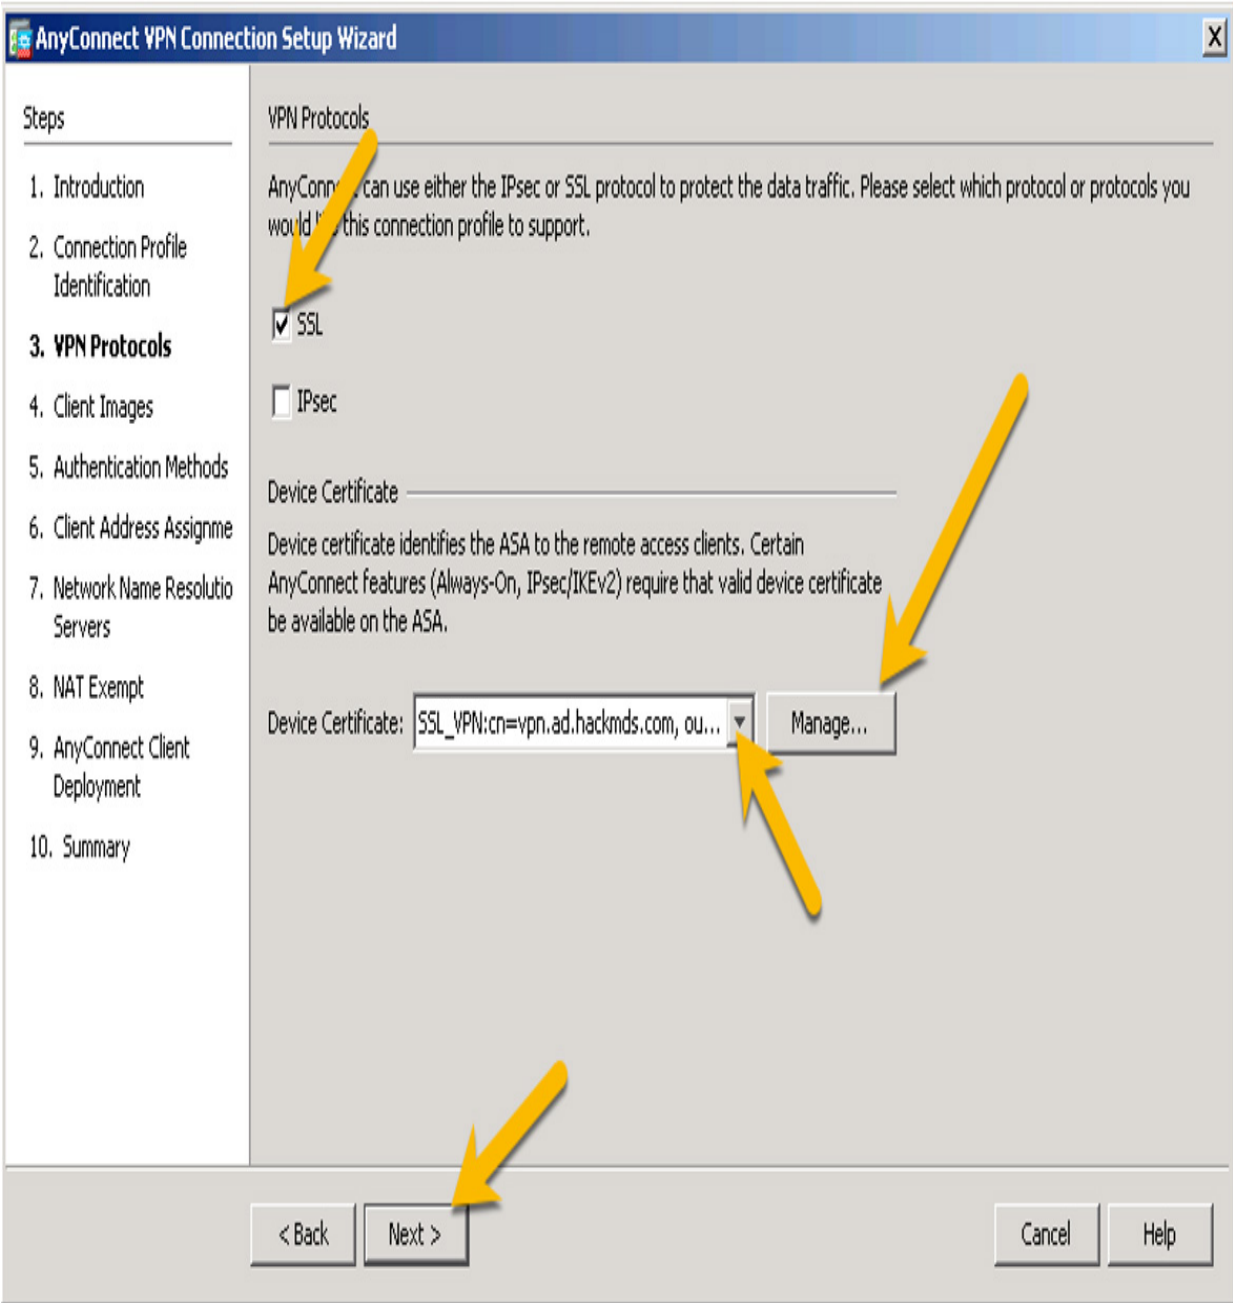 AnyConnect VPN Connection Setup Wizard
Steps
1. Introduction
2. Connection Profile
Identification
3. VPN Protocols
4. Client Images
5. Authentication Methods
6. Client Address Assignme
7. Network Name Resolutio
Servers
8. NAT Exempt
9. AnyConnect Client
Deployment
10. Summary
VPN Protocols
can use either the IPsec or SSL protocol to protect the data traffic. Please select which protocol or protocols you
would this connection profile to support.
SSL
IPsec
Device Certificate
Device certificate identifies the ASA to the remote access clients. Certain
AnyConnect features (Always-On, IPsec/IKEv2) require that valid device certificate
be available on the ASA.
Device Certificate: SSL_VPN:cn=vpn.ad.hackmds.com, ou... Manage...
< Back Next > Cancel Help